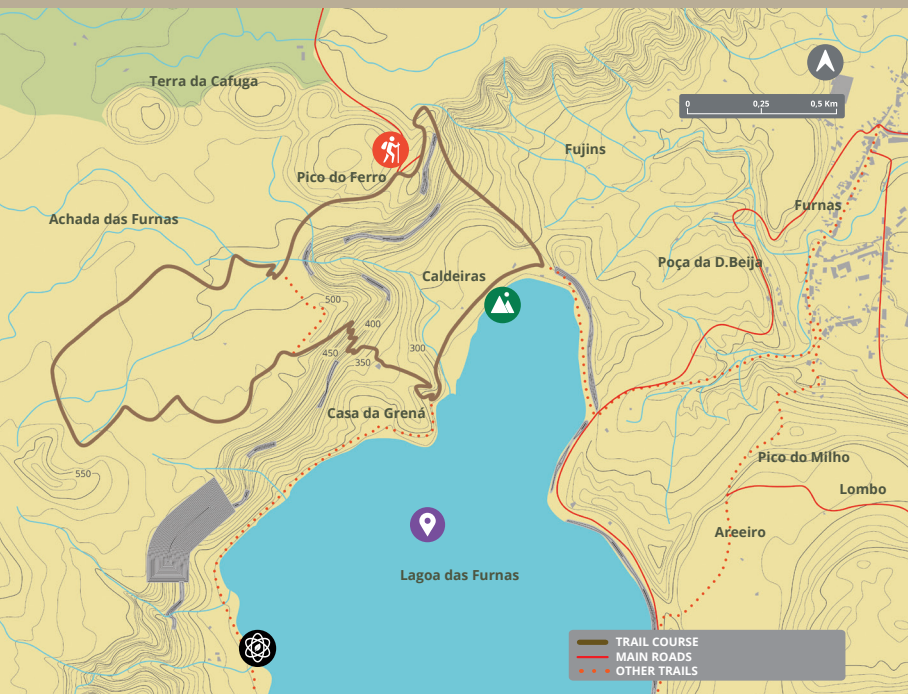 Terra da Cafuga
0
0,25
0,5 Km
Fujins
Pico do Ferro
Furnas
Achada das Furnas
Poça da D.Beija
Caldeiras
500
400
300
450
350
Casa da Grená
Pico do Milho
550
Lombo
Areeiro
Lagoa das Furnas
TRAIL COURSE
MAIN ROADS
OTHER TRAILS